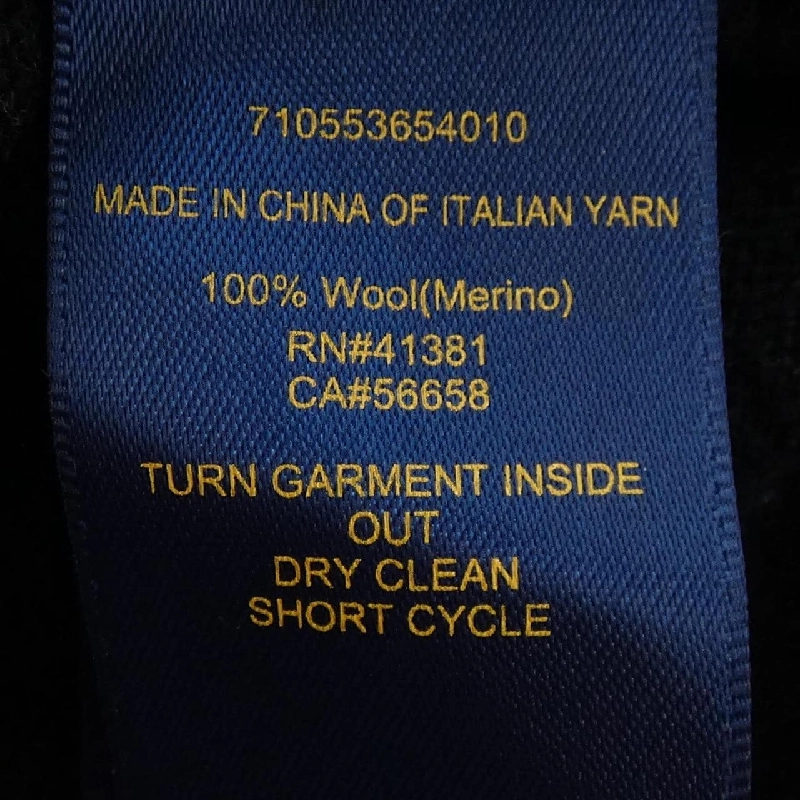 710553654010
MADE IN CHINA OF ITALIAN YARN
100% Wool(Merino)
RN#41381
CA#56658
TURN GARMENT INSIDE
OUT
DRY CLEAN
SHORT CYCLE